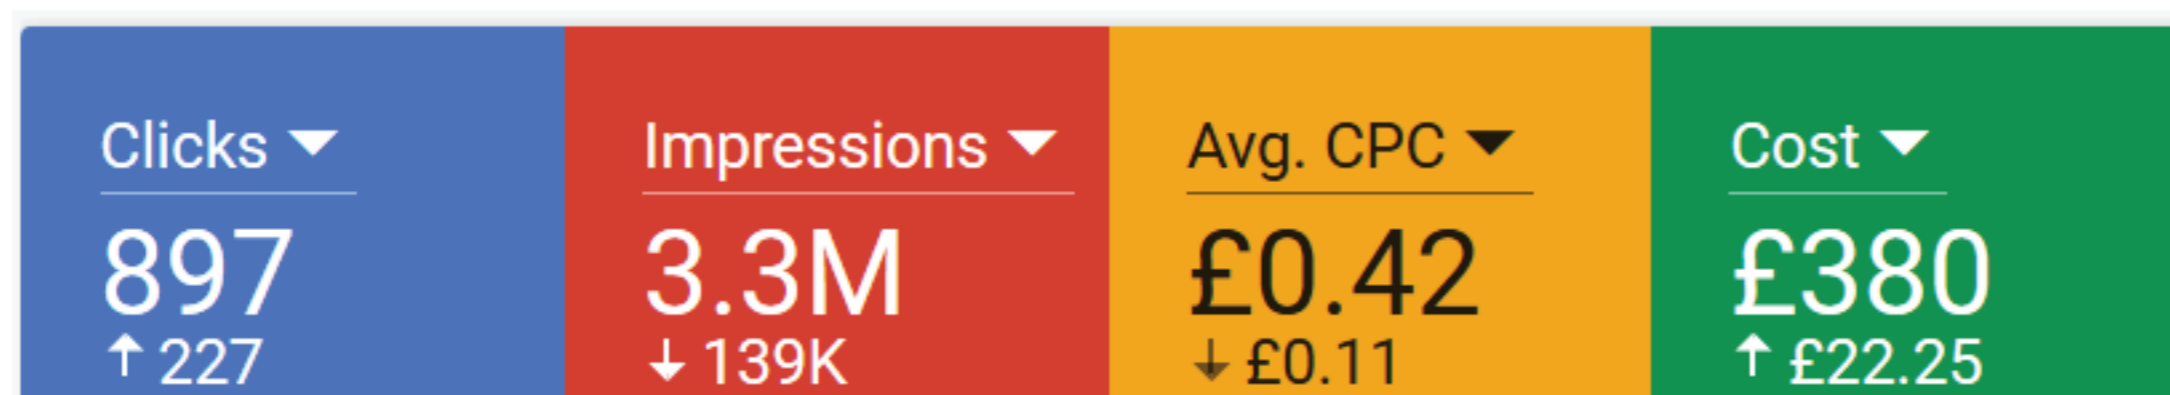 Clicks
897
↑ 227
Impressions
3.3M
↓ 139K
Avg. CPC
£0.42
↓ £0.11
Cost
£380
↑ £22.25